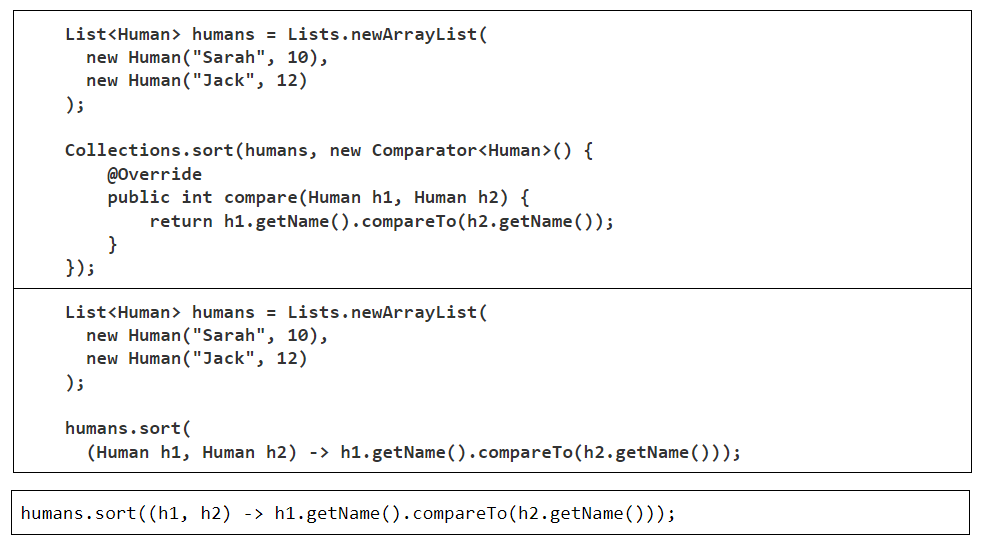 List<Human> humans = Lists.newArrayList(
  new Human("Sarah", 10),
  new Human("Jack", 12)
);

Collections.sort(humans, new Comparator<Human>() {
    @Override
    public int compare(Human h1, Human h2) {
        return h1.getName().compareTo(h2.getName());
    }
});
List<Human> humans = Lists.newArrayList(
  new Human("Sarah", 10),
  new Human("Jack", 12)
);

humans.sort(
  (Human h1, Human h2) -> h1.getName().compareTo(h2.getName()));
humans.sort((h1, h2) -> h1.getName().compareTo(h2.getName()));